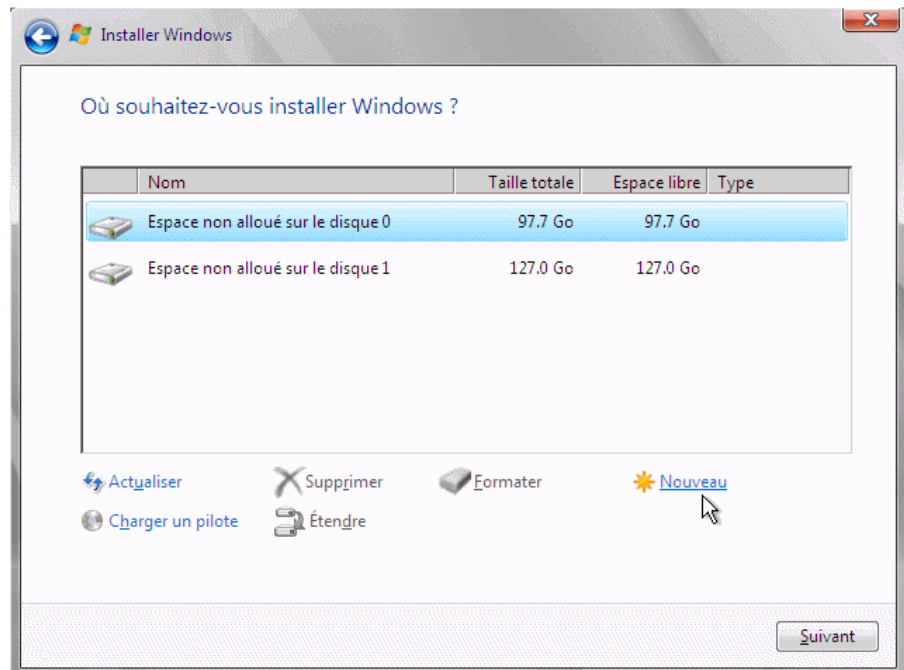 Installer Windows
Où souhaitez-vous installer Windows ?
Nom Taille totale Espace libre Type
Espace non alloué sur le disque 0 97.7 Go 97.7 Go
Espace non alloué sur le disque 1 127.0 Go 127.0 Go
Actualiser Supprimer Formater Nouveau
Charger un pilote Étendre
Suivant